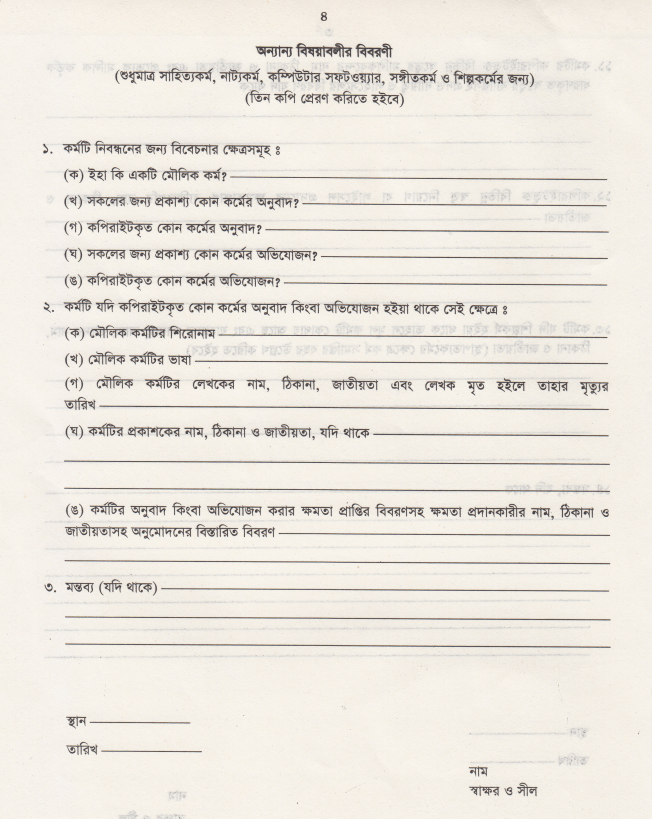 ৪
অন্যান্য বিষয়াবলীর বিবরণী
(শুধুমাত্র সাহিত্যকর্ম, নাট্যকর্ম, কম্পিউটার সফটওয়্যার, সঙ্গীতকর্ম ও শিল্পকর্মের জন্য)
(তিন কপি প্রেরণ করিতে হইবে)
১. কর্মটি নিবন্ধনের জন্য বিবেচনার ক্ষেত্রসমূহ ঃ
(ক) ইহা কি একটি মৌলিক কর্ম?
(খ) সকলের জন্য প্রকাশ্য কোন কর্মের অনুবাদ?
(গ) কপিরাইটকৃত কোন কর্মের অনুবাদ?
(ঘ) সকলের জন্য প্রকাশ্য কোন কর্মের অভিযোজন?
(ঙ) কপিরাইটকৃত কোন কর্মের অভিযোজন?
২. কর্মটি যদি কপিরাইটকৃত কোন কর্মের অনুবাদ কিংবা অভিযোজন হইয়া থাকে সেই ক্ষেত্রে ঃ
(ক) মৌলিক কর্মটির শিরোনাম
(খ) মৌলিক কর্মটির ভাষা
(গ) মৌলিক কর্মটির লেখকের নাম, ঠিকানা, জাতীয়তা এবং লেখক মৃত হইলে তাহার মৃত্যুর
তারিখ
(ঘ) কর্মটির প্রকাশকের নাম, ঠিকানা ও জাতীয়তা, যদি থাকে
(ঙ) কর্মটির অনুবাদ কিংবা অভিযোজন করার ক্ষমতা প্রাপ্তির বিবরণসহ ক্ষমতা প্রদানকারীর নাম, ঠিকানা ও
জাতীয়তাসহ অনুমোদনের বিস্তারিত বিবরণ
৩. মন্তব্য (যদি থাকে)
স্থান
তারিখ
নাম
স্বাক্ষর ও সীল